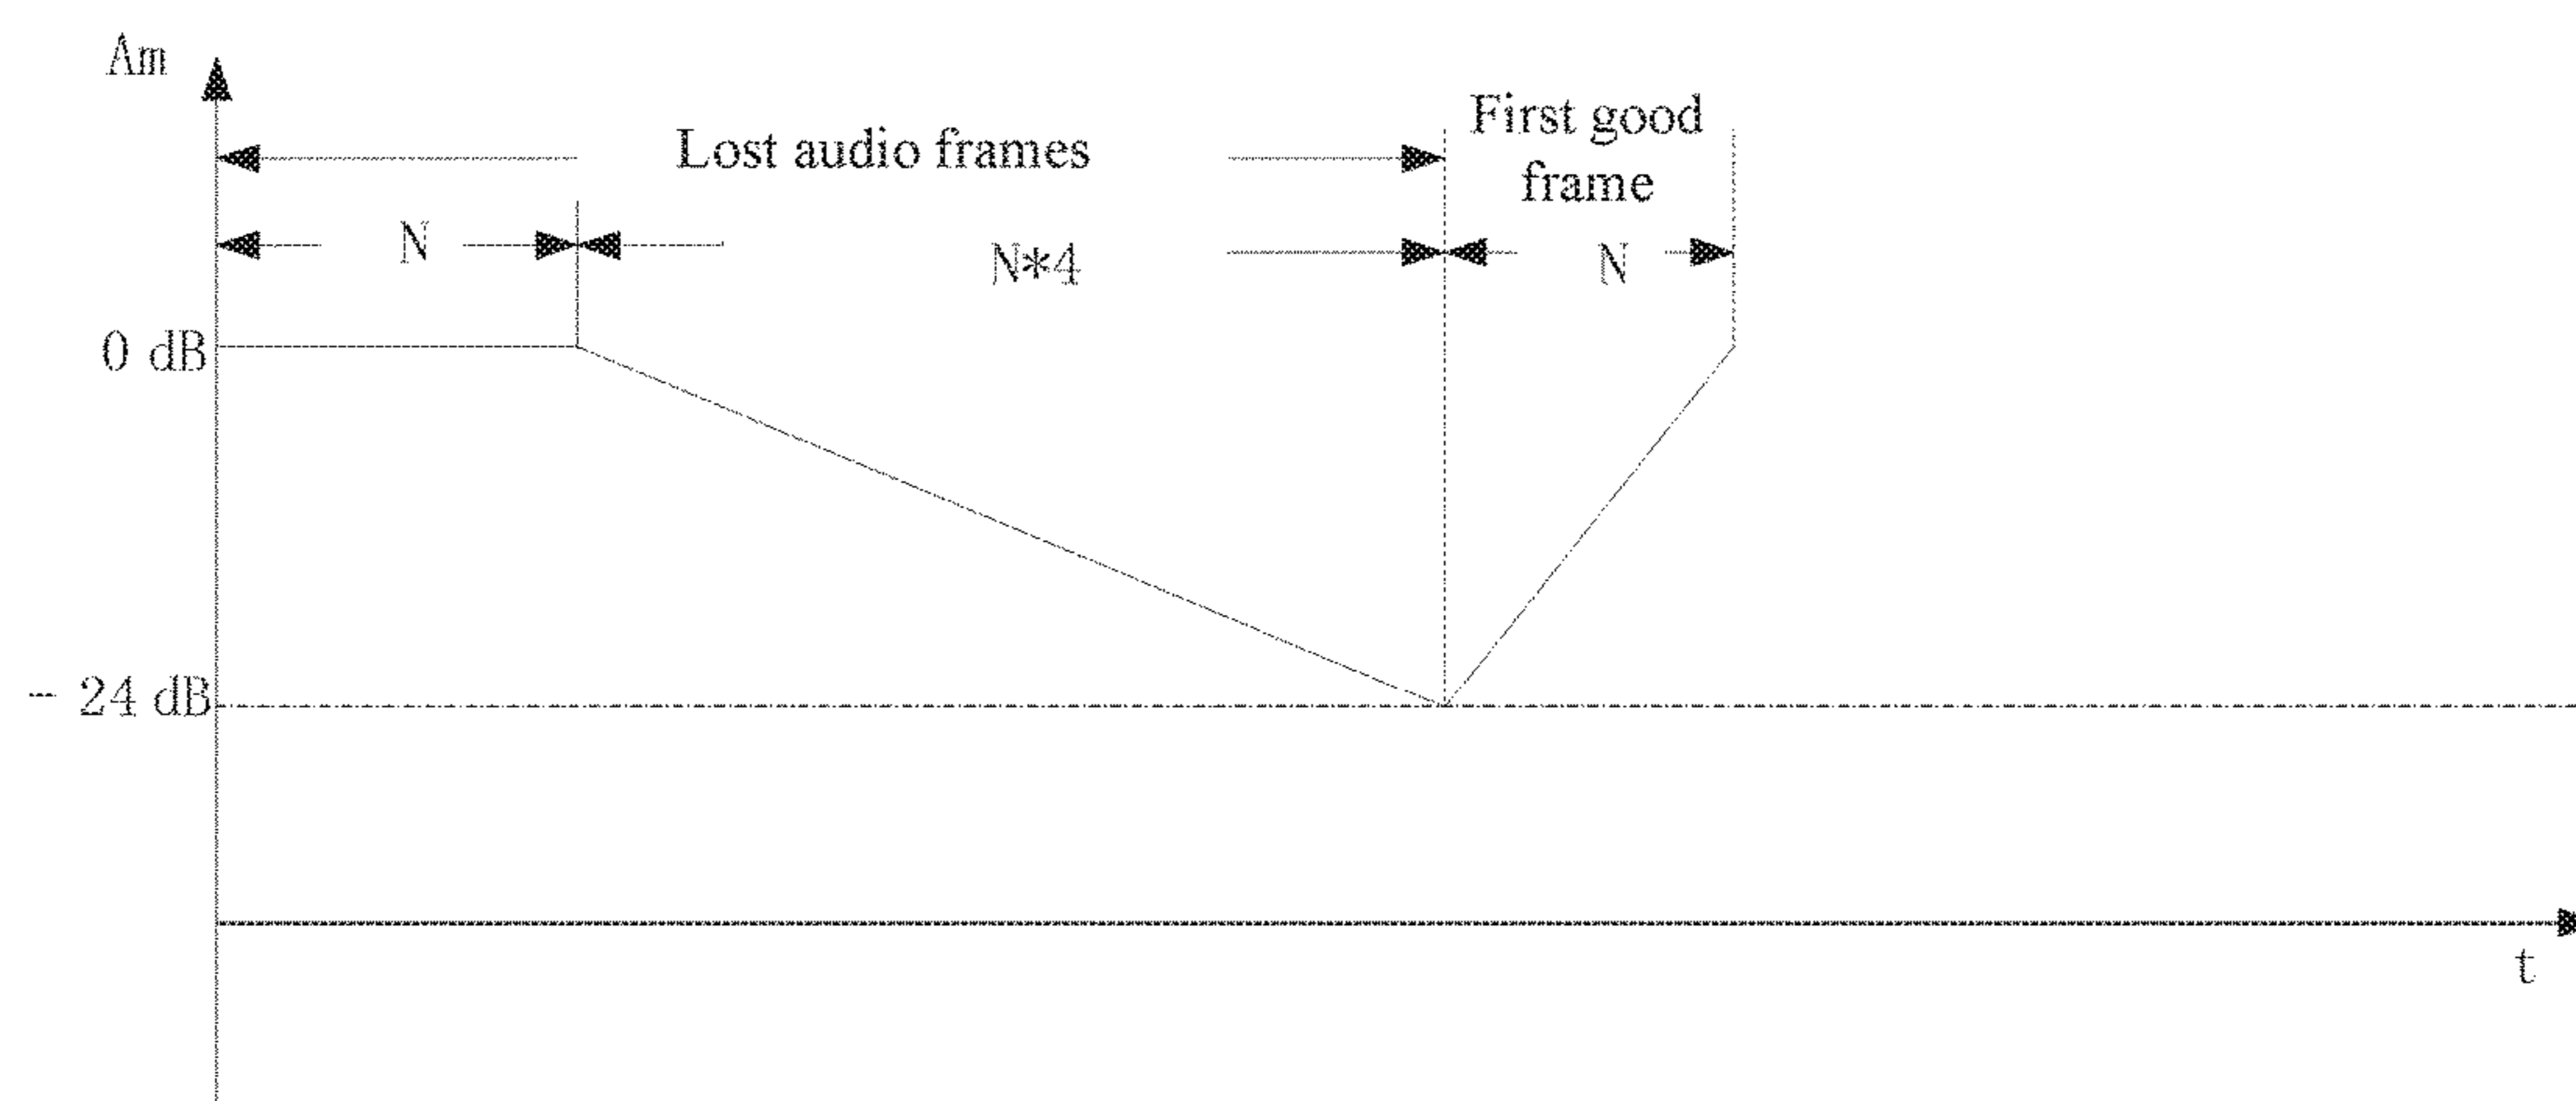 Am
Lost audio frames
First good
frame
N
N*4
N
0 dB
- 24 dB
t